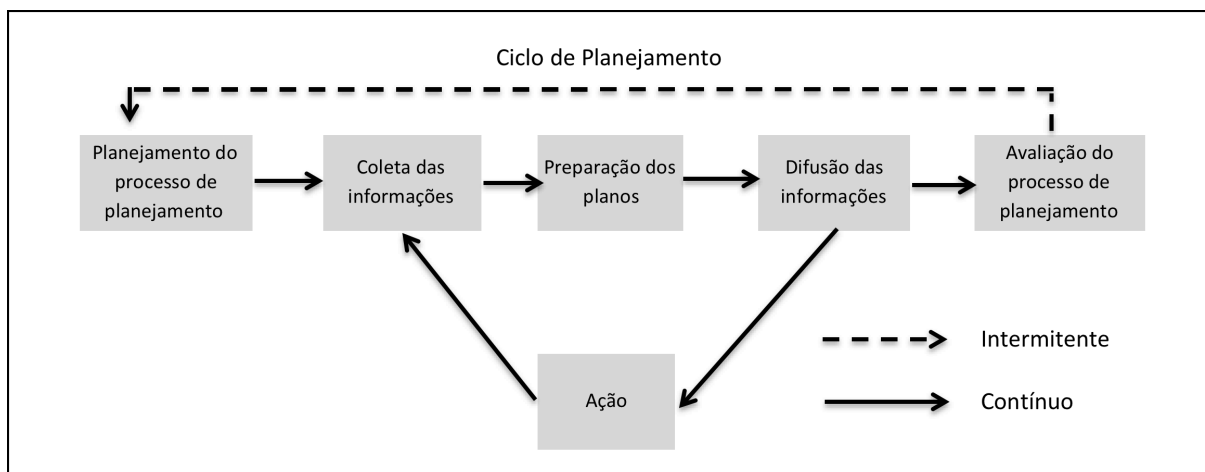 Ciclo de Planejamento
Planejamento do
processo de
planejamento
Coleta das
informações
Preparação dos
planos
Difusão das
informações
Avaliação do
processo de
planejamento
Ação
Intermitente
Contínuo